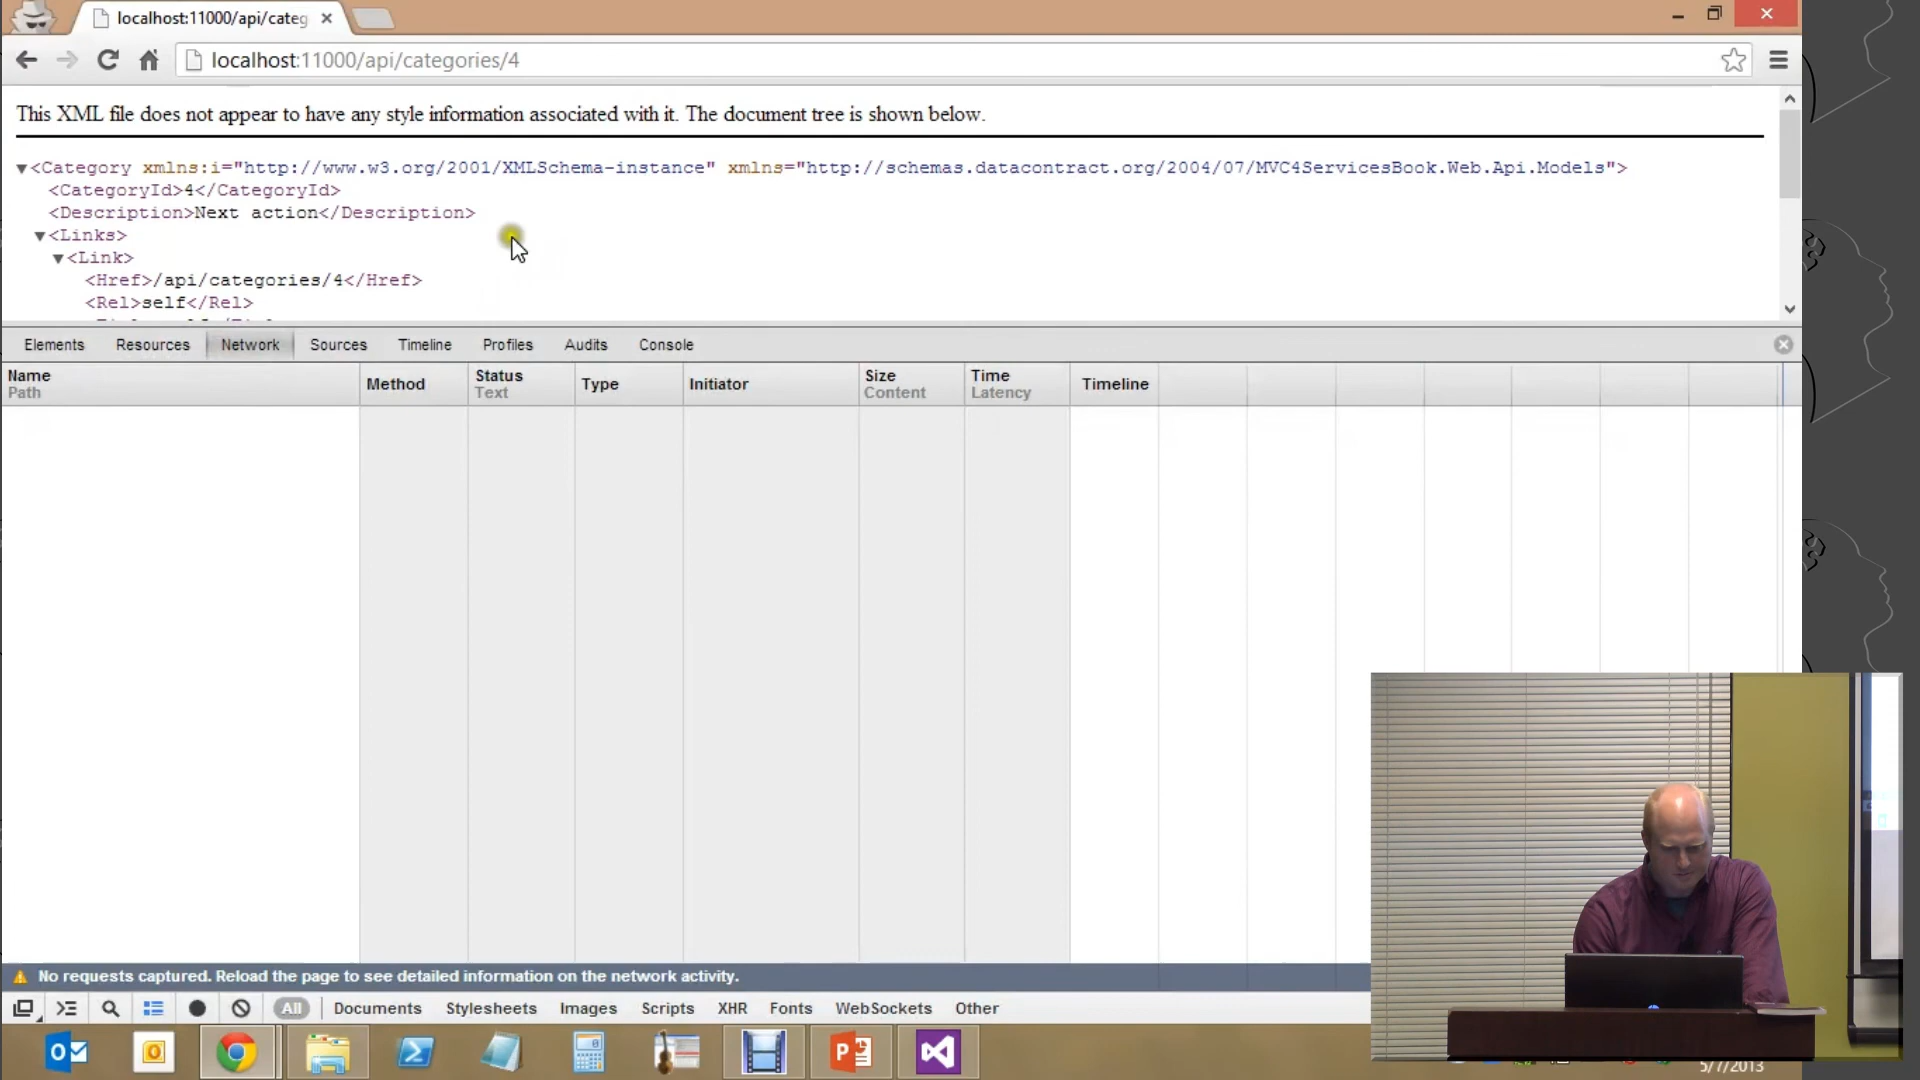 localhost:11000/api/categ
localhost:11000/api/categories/4
This XML file does not appear to have any style information associated with it. The document tree is shown below.
▼<Category xmlns:i="http://www.w3.org/2001/XMLSchema-instance" xmlns="http://schemas.datacontract.org/2004/07/MVC4ServicesBook.Web.Api.Models">
<CategoryId>4</CategoryId>
<Description>Next action</Description>
▼<Links>
▼<Link>
<Href>/api/categories/4</Href>
<Rel>self</Rel>
Elements Resources Network Sources Timeline Profiles Audits Console
Name Path Method Status Text Type Initiator Size Content Time Latency Timeline
No requests captured. Reload the page to see detailed information on the network activity.
All Documents Stylesheets Images Scripts XHR Fonts WebSockets Other
5/7/2013